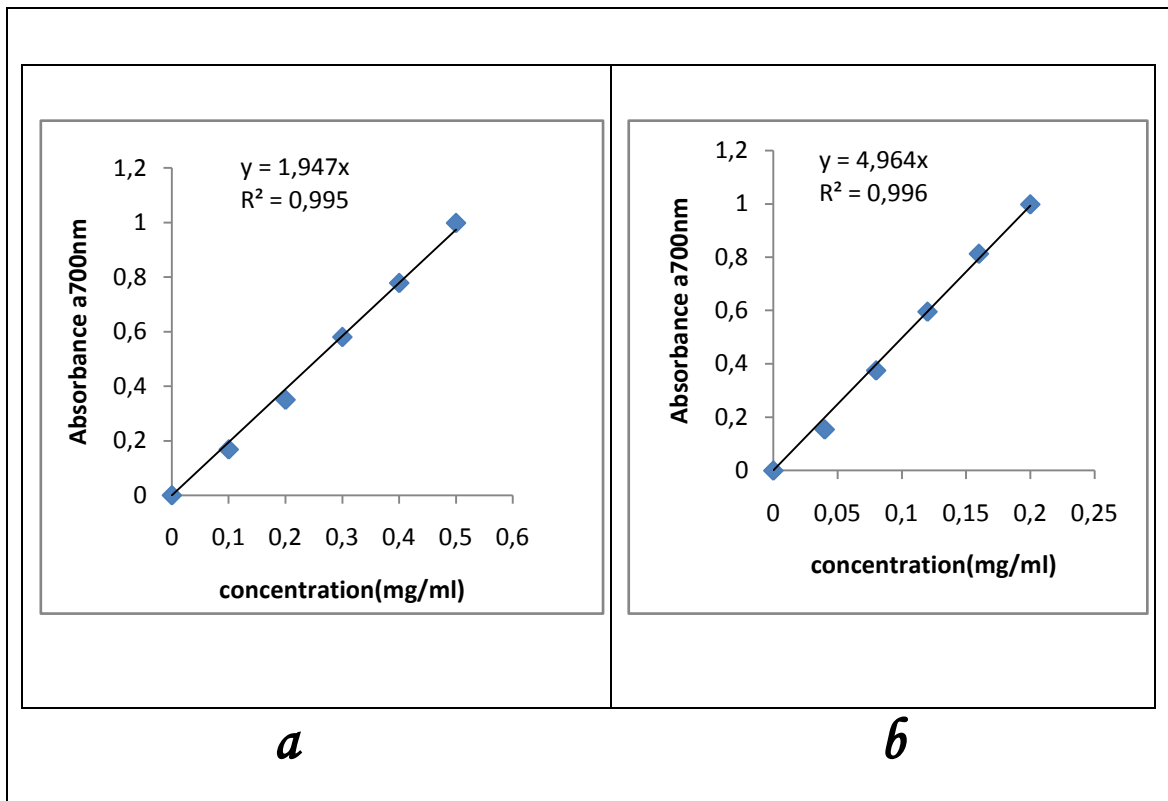 y = 1,947x
R² = 0,995
1,2
1
0,8
0,6
0,4
0,2
0
Absorbance a700nm
0 0,1 0,2 0,3 0,4 0,5 0,6
concentration(mg/ml)
a
y = 4,964x
R² = 0,996
1,2
1
0,8
0,6
0,4
0,2
0
Absorbance a700nm
0 0,05 0,1 0,15 0,2 0,25
concentration(mg/ml)
b